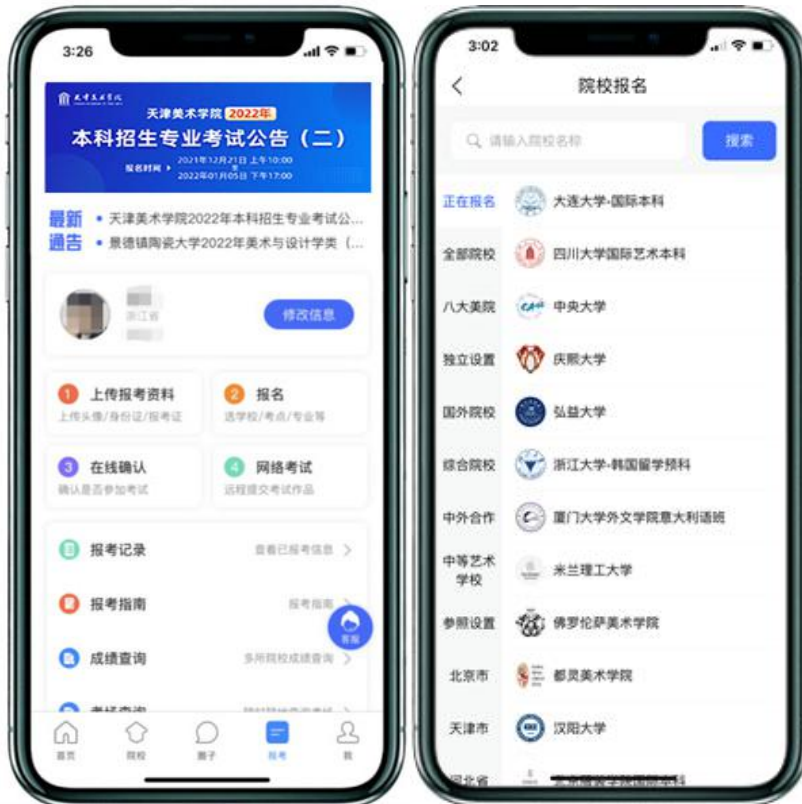 3:26
天津美术学院
天津美术学院 2022年
本科招生专业考试公告（二）
报名时间
2021年12月21日 上午10:00
至
2022年01月05日 下午17:00
最新通告
• 天津美术学院2022年本科招生专业考试公...
• 景德镇陶瓷大学2022年美术与设计学类（...
浙江省
修改信息
1 上传报考资料
上传头像/身份证/报考证
2 报名
选学校/考点/专业等
3 在线确认
确认是否参加考试
4 网络考试
远程提交考试作品
报考记录 查看已报考信息
报考指南 报考指南
客服
成绩查询 多所院校成绩查询
首页 院校 圈子 报考 我
3:02
院校报名
请输入院校名称 搜索
正在报名 大连大学-国际本科
全部院校 四川大学国际艺术本科
八大美院 中央大学
独立设置 庆熙大学
国外院校 弘益大学
综合院校 浙江大学-韩国留学预科
中外合作 厦门大学外文学院意大利语班
中等艺术学校 米兰理工大学
参照设置 佛罗伦萨美术学院
北京市 都灵美术学院
天津市 汉阳大学
河北省